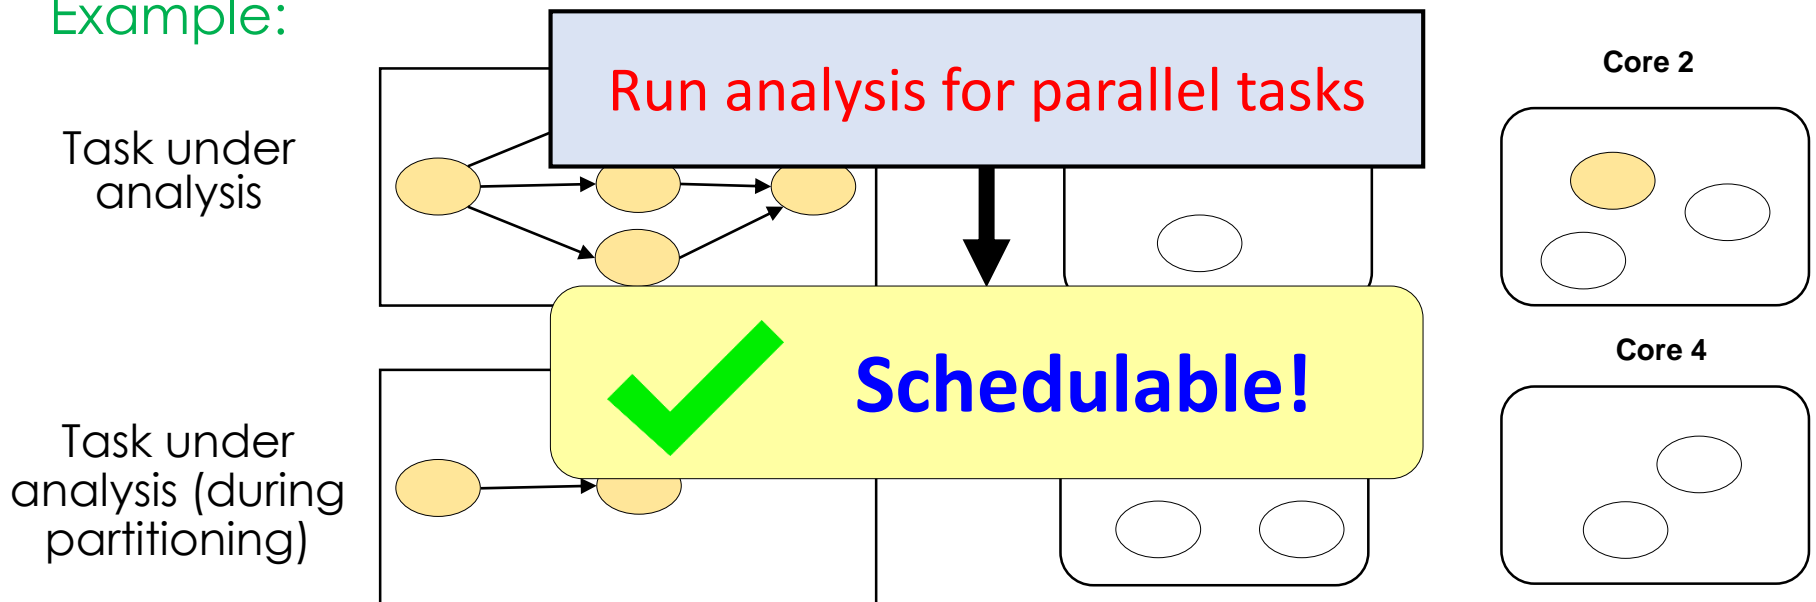 Example:
Run analysis for parallel tasks
Core 2
Task under
analysis
Schedulable!
Core 4
Task under
analysis (during
partitioning)